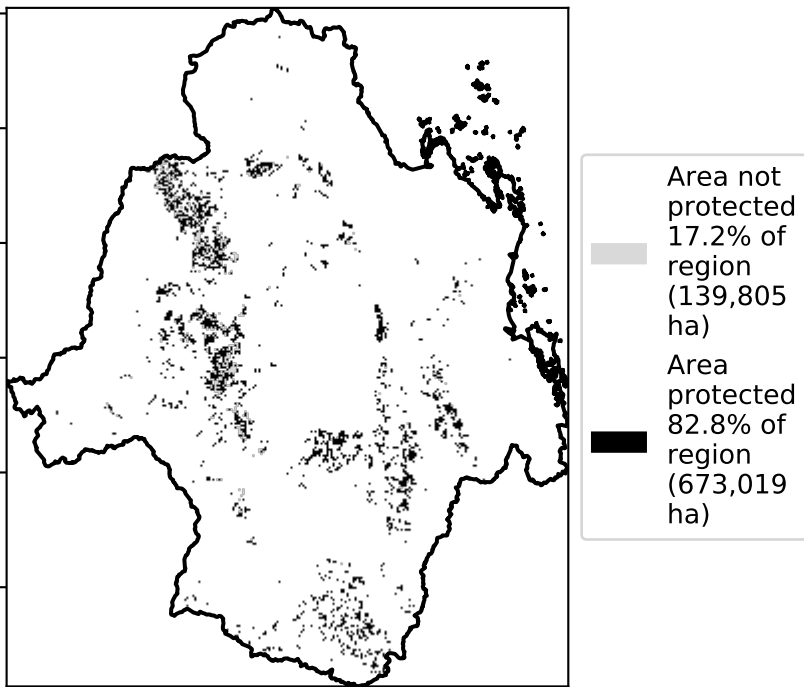 Area not
protected
17.2% of
region
(139,805
ha)
Area
protected
82.8% of
region
(673,019
ha)